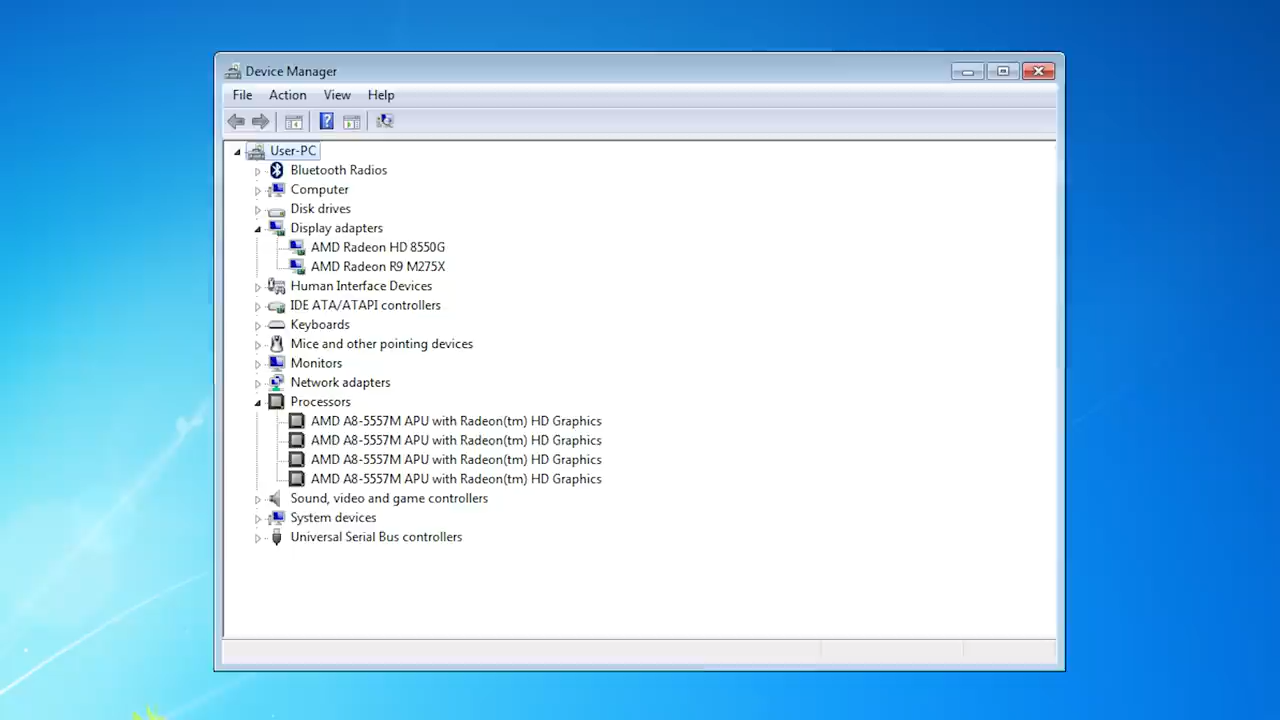 Device Manager
File Action View Help
User-PC
Bluetooth Radios
Computer
Disk drives
Display adapters
AMD Radeon HD 8550G
AMD Radeon R9 M275X
Human Interface Devices
IDE ATA/ATAPI controllers
Keyboards
Mice and other pointing devices
Monitors
Network adapters
Processors
AMD A8-5557M APU with Radeon(tm) HD Graphics
AMD A8-5557M APU with Radeon(tm) HD Graphics
AMD A8-5557M APU with Radeon(tm) HD Graphics
AMD A8-5557M APU with Radeon(tm) HD Graphics
Sound, video and game controllers
System devices
Universal Serial Bus controllers